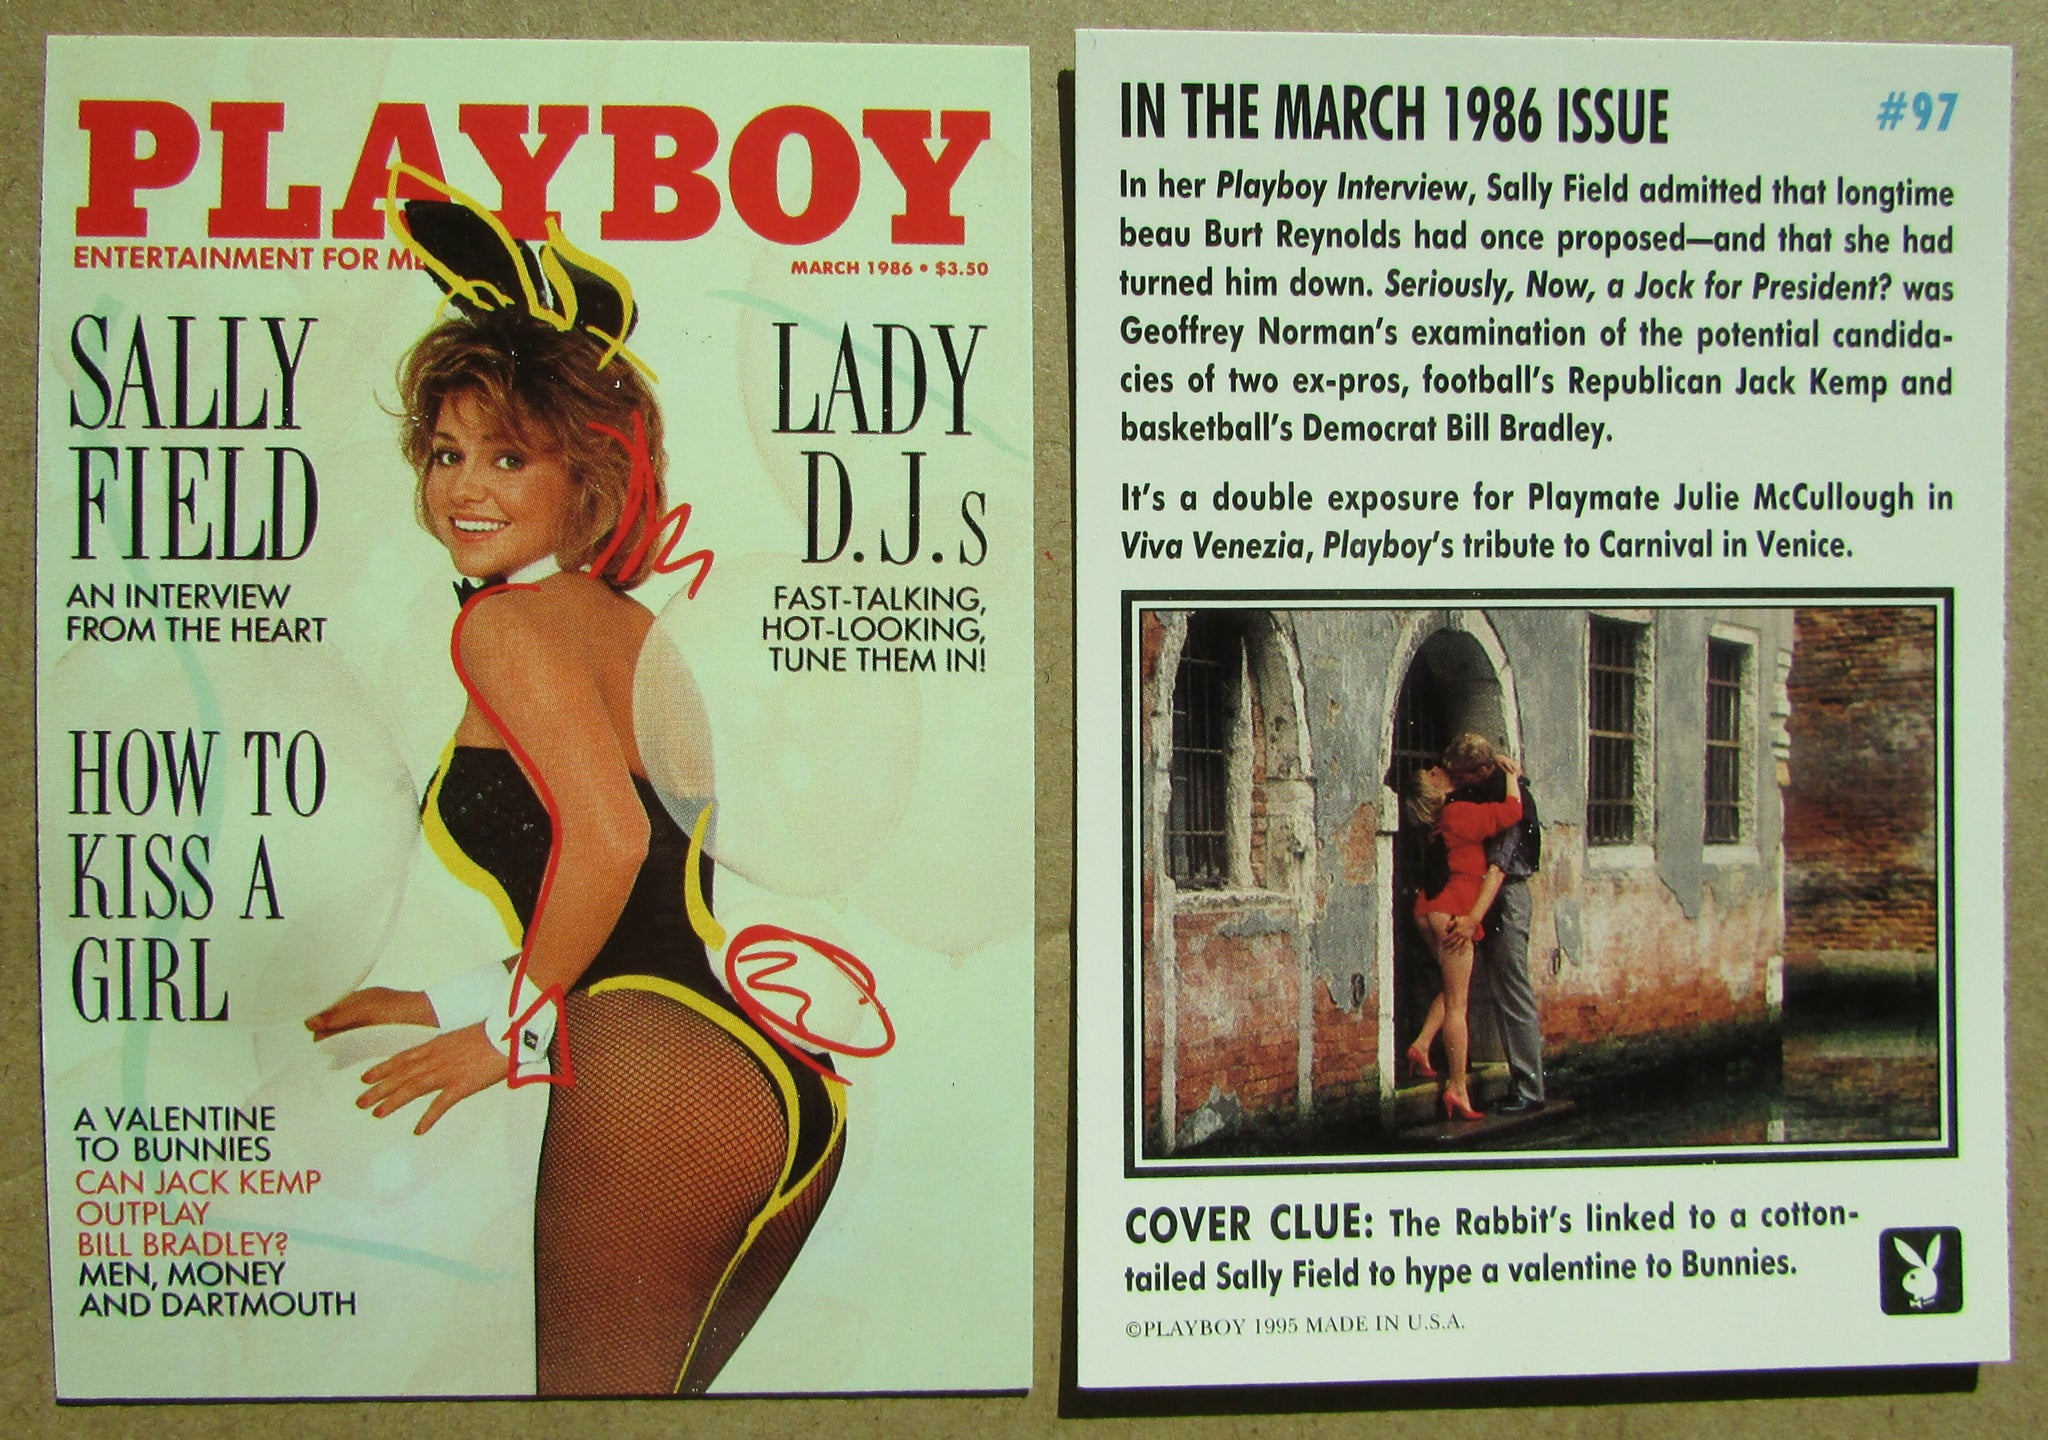 PLAYBOY
ENTERTAINMENT FOR ME
MARCH 1986 • $3.50
SALLY
FIELD
AN INTERVIEW
FROM THE HEART
LADY
D.J.s
FAST-TALKING,
HOT-LOOKING,
TUNE THEM IN!
HOW TO
KISS A
GIRL
A VALENTINE
TO BUNNIES
CAN JACK KEMP
OUTPLAY
BILL BRADLEY?
MEN, MONEY
AND DARTMOUTH
IN THE MARCH 1986 ISSUE
#97
In her Playboy Interview, Sally Field admitted that longtime
beau Burt Reynolds had once proposed—and that she had
turned him down. Seriously, Now, a Jock for President? was
Geoffrey Norman's examination of the potential candida-
cies of two ex-pros, football's Republican Jack Kemp and
basketball's Democrat Bill Bradley.
It's a double exposure for Playmate Julie McCullough in
Viva Venezia, Playboy's tribute to Carnival in Venice.
COVER CLUE: The Rabbit's linked to a cotton-
tailed Sally Field to hype a valentine to Bunnies.
©PLAYBOY 1995 MADE IN U.S.A.